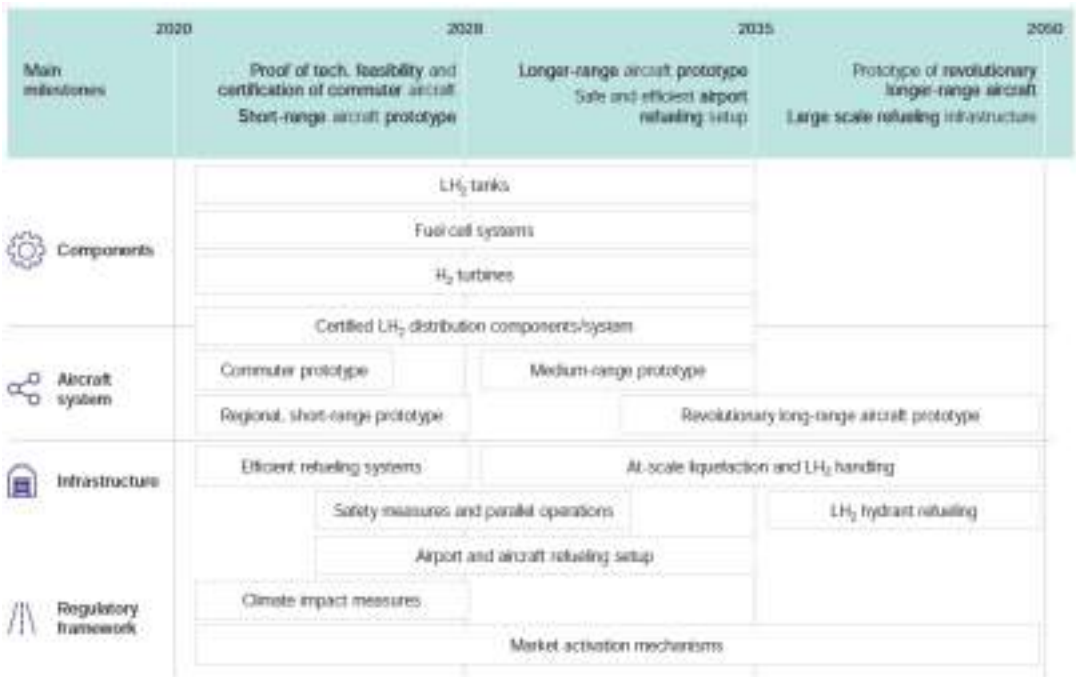 2020 2028 2035 2050
Main
milestones
Proof of tech. feasibility and
certification of commuter aircraft
Short-range aircraft prototype
Longer-range aircraft prototype
Safe and efficient airport
refueling setup
Prototype of revolutionary
longer-range aircraft
Large scale refueling infrastructure
Components
LH₂ tanks
Fuel cell systems
H₂ turbines
Certified LH₂ distribution components/system
Aircraft
system
Commuter prototype
Medium-range prototype
Regional, short-range prototype
Revolutionary long-range aircraft prototype
Infrastructure
Efficient refueling systems
At-scale liquefaction and LH₂ handling
Safety measures and parallel operations
LH₂ hydrant refueling
Airport and aircraft refueling setup
Regulatory
framework
Climate impact measures
Market activation mechanisms